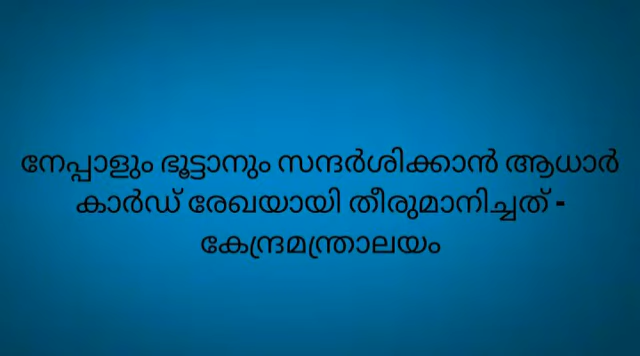 നേപ്പാളും ഭൂട്ടാനും സന്ദർശിക്കാൻ ആധാർ
കാർഡ് രേഖയായി തീരുമാനിച്ചത് -
കേന്ദ്രമന്ത്രാലയം